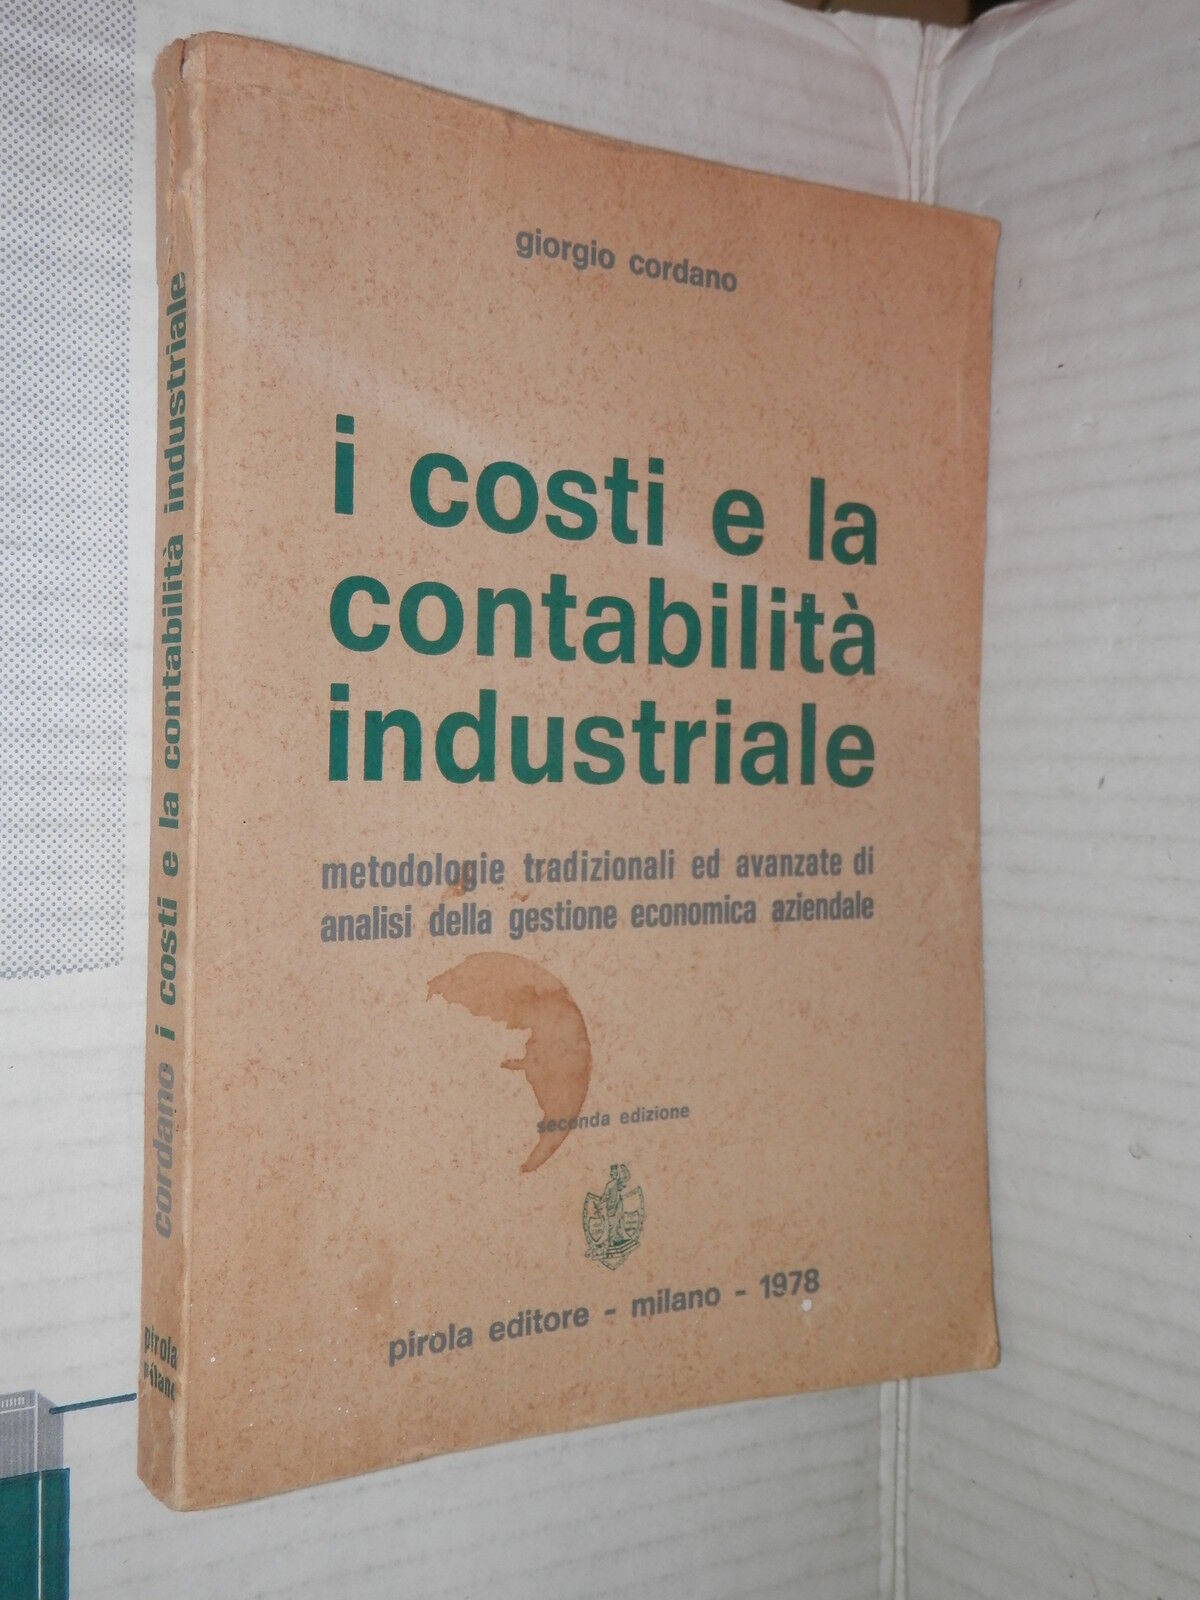 giorgio cordano
i costi e la
contabilità
industriale
metodologie tradizionali ed avanzate di
analisi della gestione economica aziendale
seconda edizione
pirola editore - milano - 1978
cordano i costi e la contabilità industriale
pirola
milano